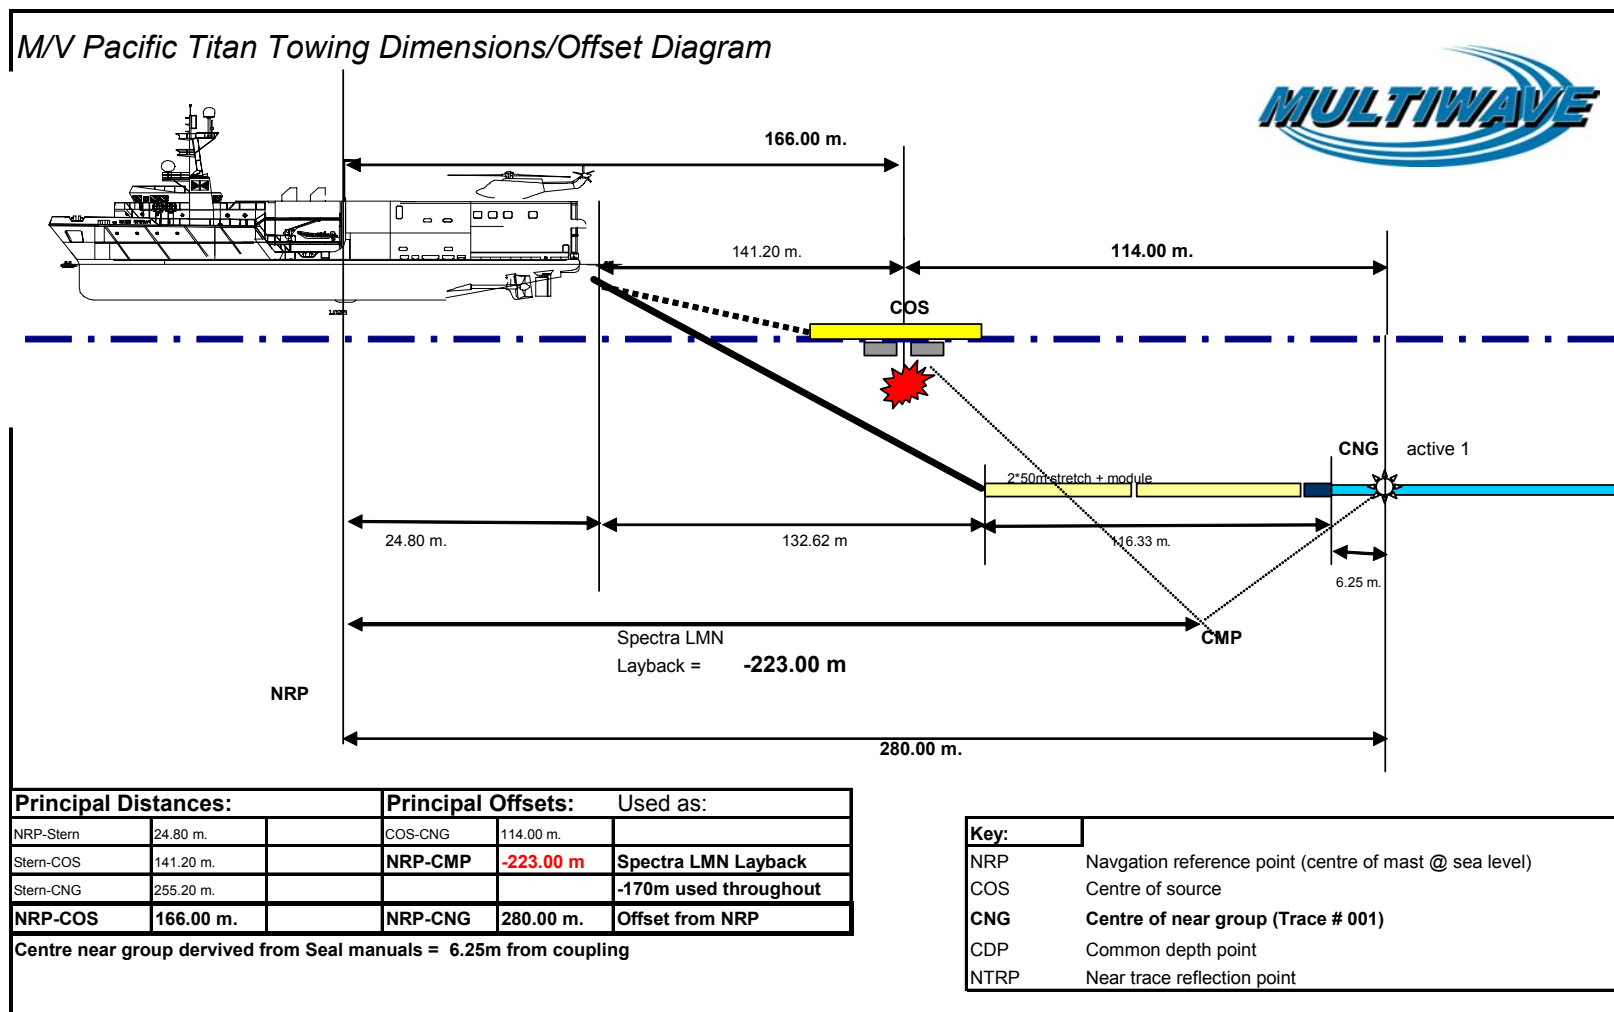 M/V Pacific Titan Towing Dimensions/Offset Diagram
MULTIWAVE
166.00 m.
141.20 m.
114.00 m.
COS
CNG active 1
2*50m stretch + module
24.80 m.
132.62 m
116.33 m.
6.25 m.
Spectra LMN
CMP
Layback = -223.00 m
NRP
280.00 m.
Principal Distances: Principal Offsets: Used as:
NRP-Stern 24.80 m. COS-CNG 114.00 m.
Stern-COS 141.20 m. NRP-CMP -223.00 m Spectra LMN Layback
Stern-CNG 255.20 m. -170m used throughout
NRP-COS 166.00 m. NRP-CNG 280.00 m. Offset from NRP
Centre near group dervived from Seal manuals = 6.25m from coupling
Key:
NRP Navgation reference point (centre of mast @ sea level)
COS Centre of source
CNG Centre of near group (Trace # 001)
CDP Common depth point
NTRP Near trace reflection point